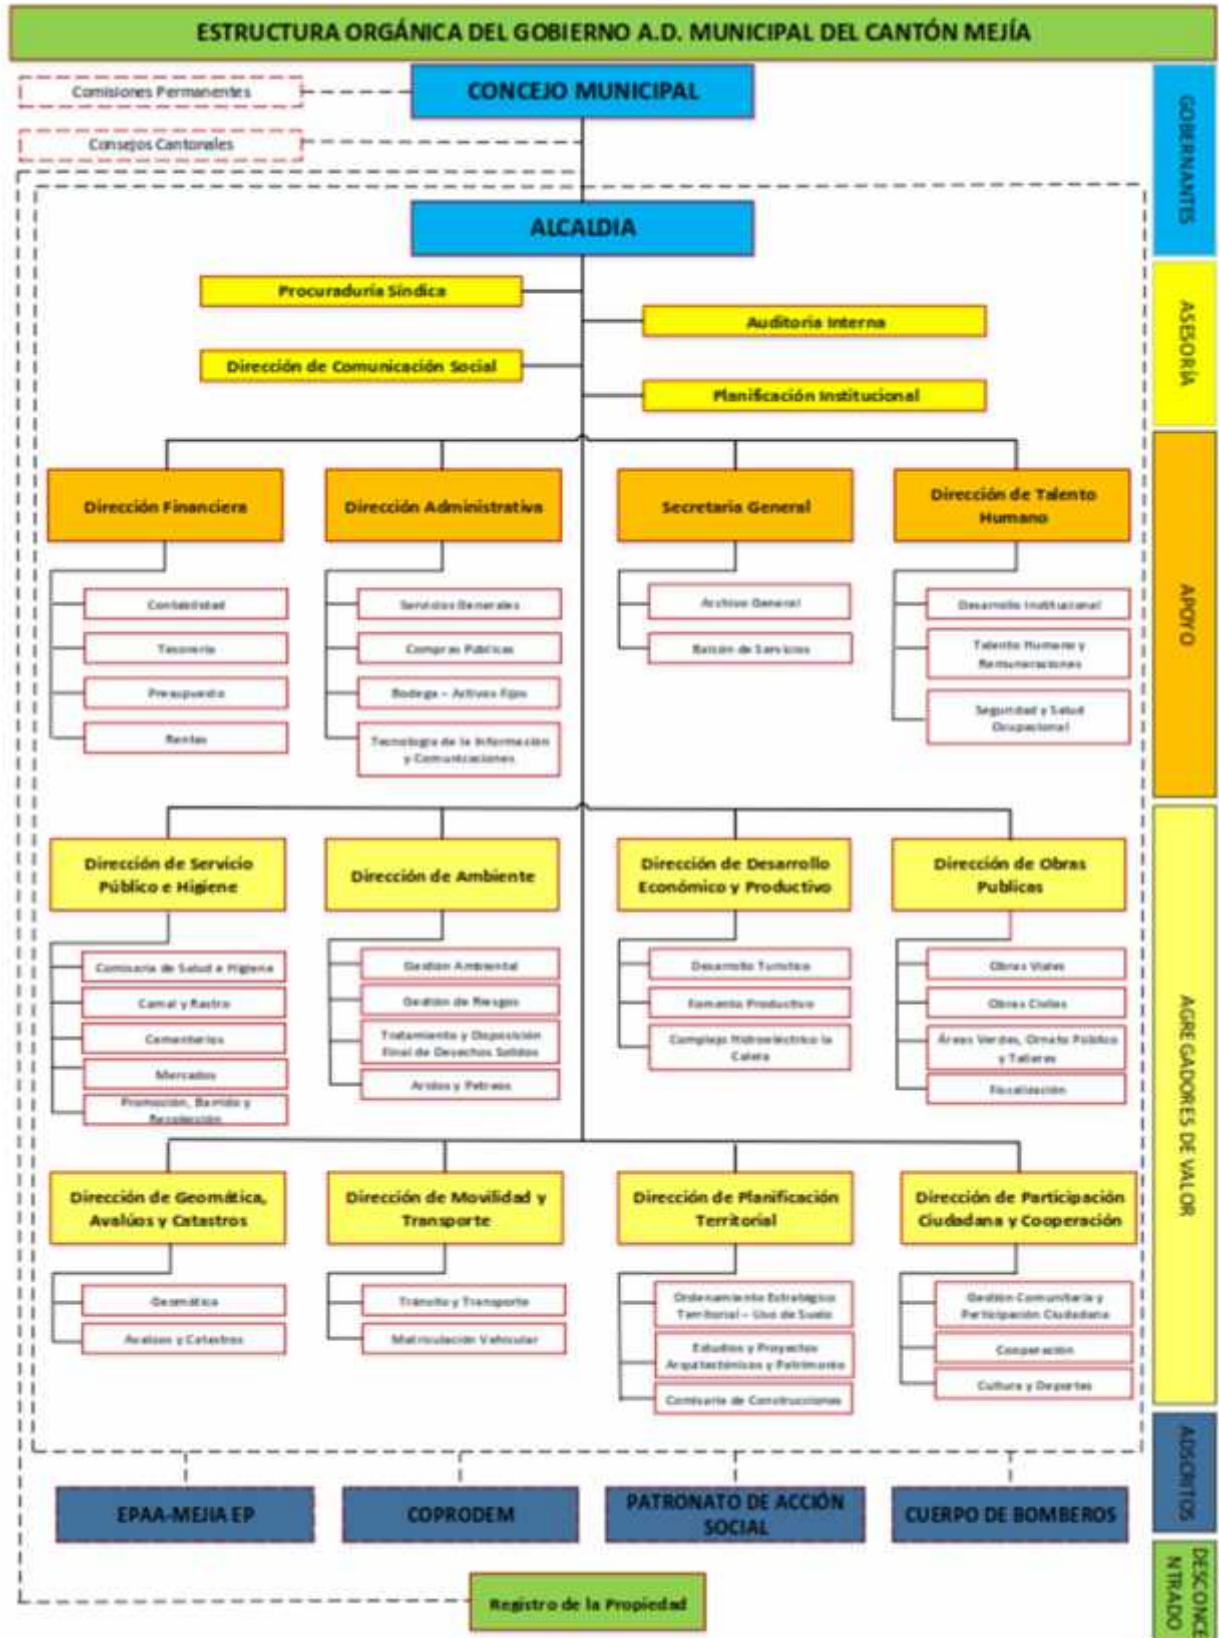 ESTRUCTURA ORGÁNICA DEL GOBIERNO A.D. MUNICIPAL DEL CANTÓN MEJÍA
Comisiones Permanentes
CONCEJO MUNICIPAL
Consejos Cantonales
GOBERNANTES
ALCALDIA
Procuraduría Síndica
Auditoria Interna
Dirección de Comunicación Social
Planificación Institucional
ASESORÍA
Dirección Financiera
Dirección Administrativa
Secretaria General
Dirección de Talento
Humano
Contabilidad
Tesorería
Presupuesto
Rentas
Servicios Generales
Compras Públicas
Bodega – Activos Fijos
Tecnología de la Información
y Comunicaciones
Archivo General
Balcón de Servicios
Desarrollo Institucional
Talento Humano y
Remuneraciones
Seguridad y Salud
Ocupacional
APOYO
Dirección de Servicio
Público e Higiene
Dirección de Ambiente
Dirección de Desarrollo
Económico y Productivo
Dirección de Obras
Publicas
Comisaría de Salud e Higiene
Camal y Rastro
Cementerios
Mercados
Promoción, Barrido y
Recolección
Gestión Ambiental
Gestión de Riesgos
Tratamiento y Disposición
Final de Desechos Solidos
Aridos y Petreos
Desarrollo Turístico
Fomento Productivo
Complejo Hidroeléctrico la
Calera
Obras Viales
Obras Civiles
Áreas Verdes, Ornato Público
y Talleres
Fiscalización
AGREGADORES DE VALOR
Dirección de Geomática,
Avalúos y Catastros
Dirección de Movilidad y
Transporte
Dirección de Planificación
Territorial
Dirección de Participación
Ciudadana y Cooperación
Geomática
Avalúos y Catastros
Tránsito y Transporte
Matriculación Vehicular
Ordenamiento Estratégico
Territorial – Uso de Suelo
Estudios y Proyectos
Arquitectónicos y Patrimonio
Comisaría de Construcciones
Gestión Comunitaria y
Participación Ciudadana
Cooperación
Cultura y Deportes
EPAA-MEJIA EP
COPRODEM
PATRONATO DE ACCIÓN
SOCIAL
CUERPO DE BOMBEROS
ADSCRITOS
Registro de la Propiedad
DESCONCE
NTRADO